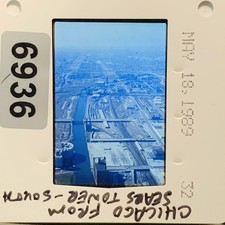 6936
MAY 18, 1989
32
CHICAGO FROM
SEARS TOWER - SOUTH